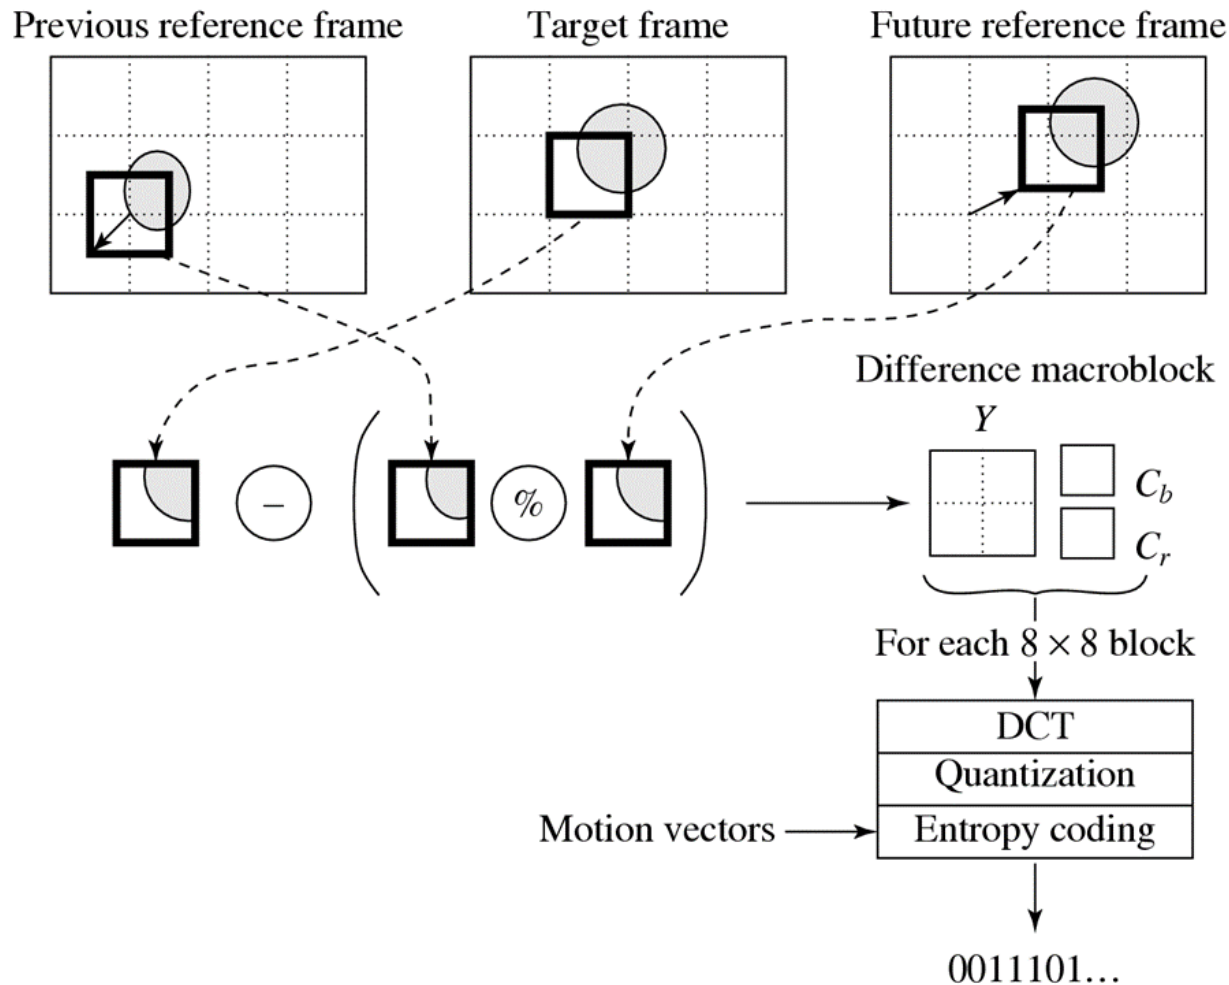 Previous reference frame
Target frame
Future reference frame
Difference macroblock
Y
− ( % )
C_b
C_r
For each 8 × 8 block
DCT
Quantization
Motion vectors
Entropy coding
0011101…